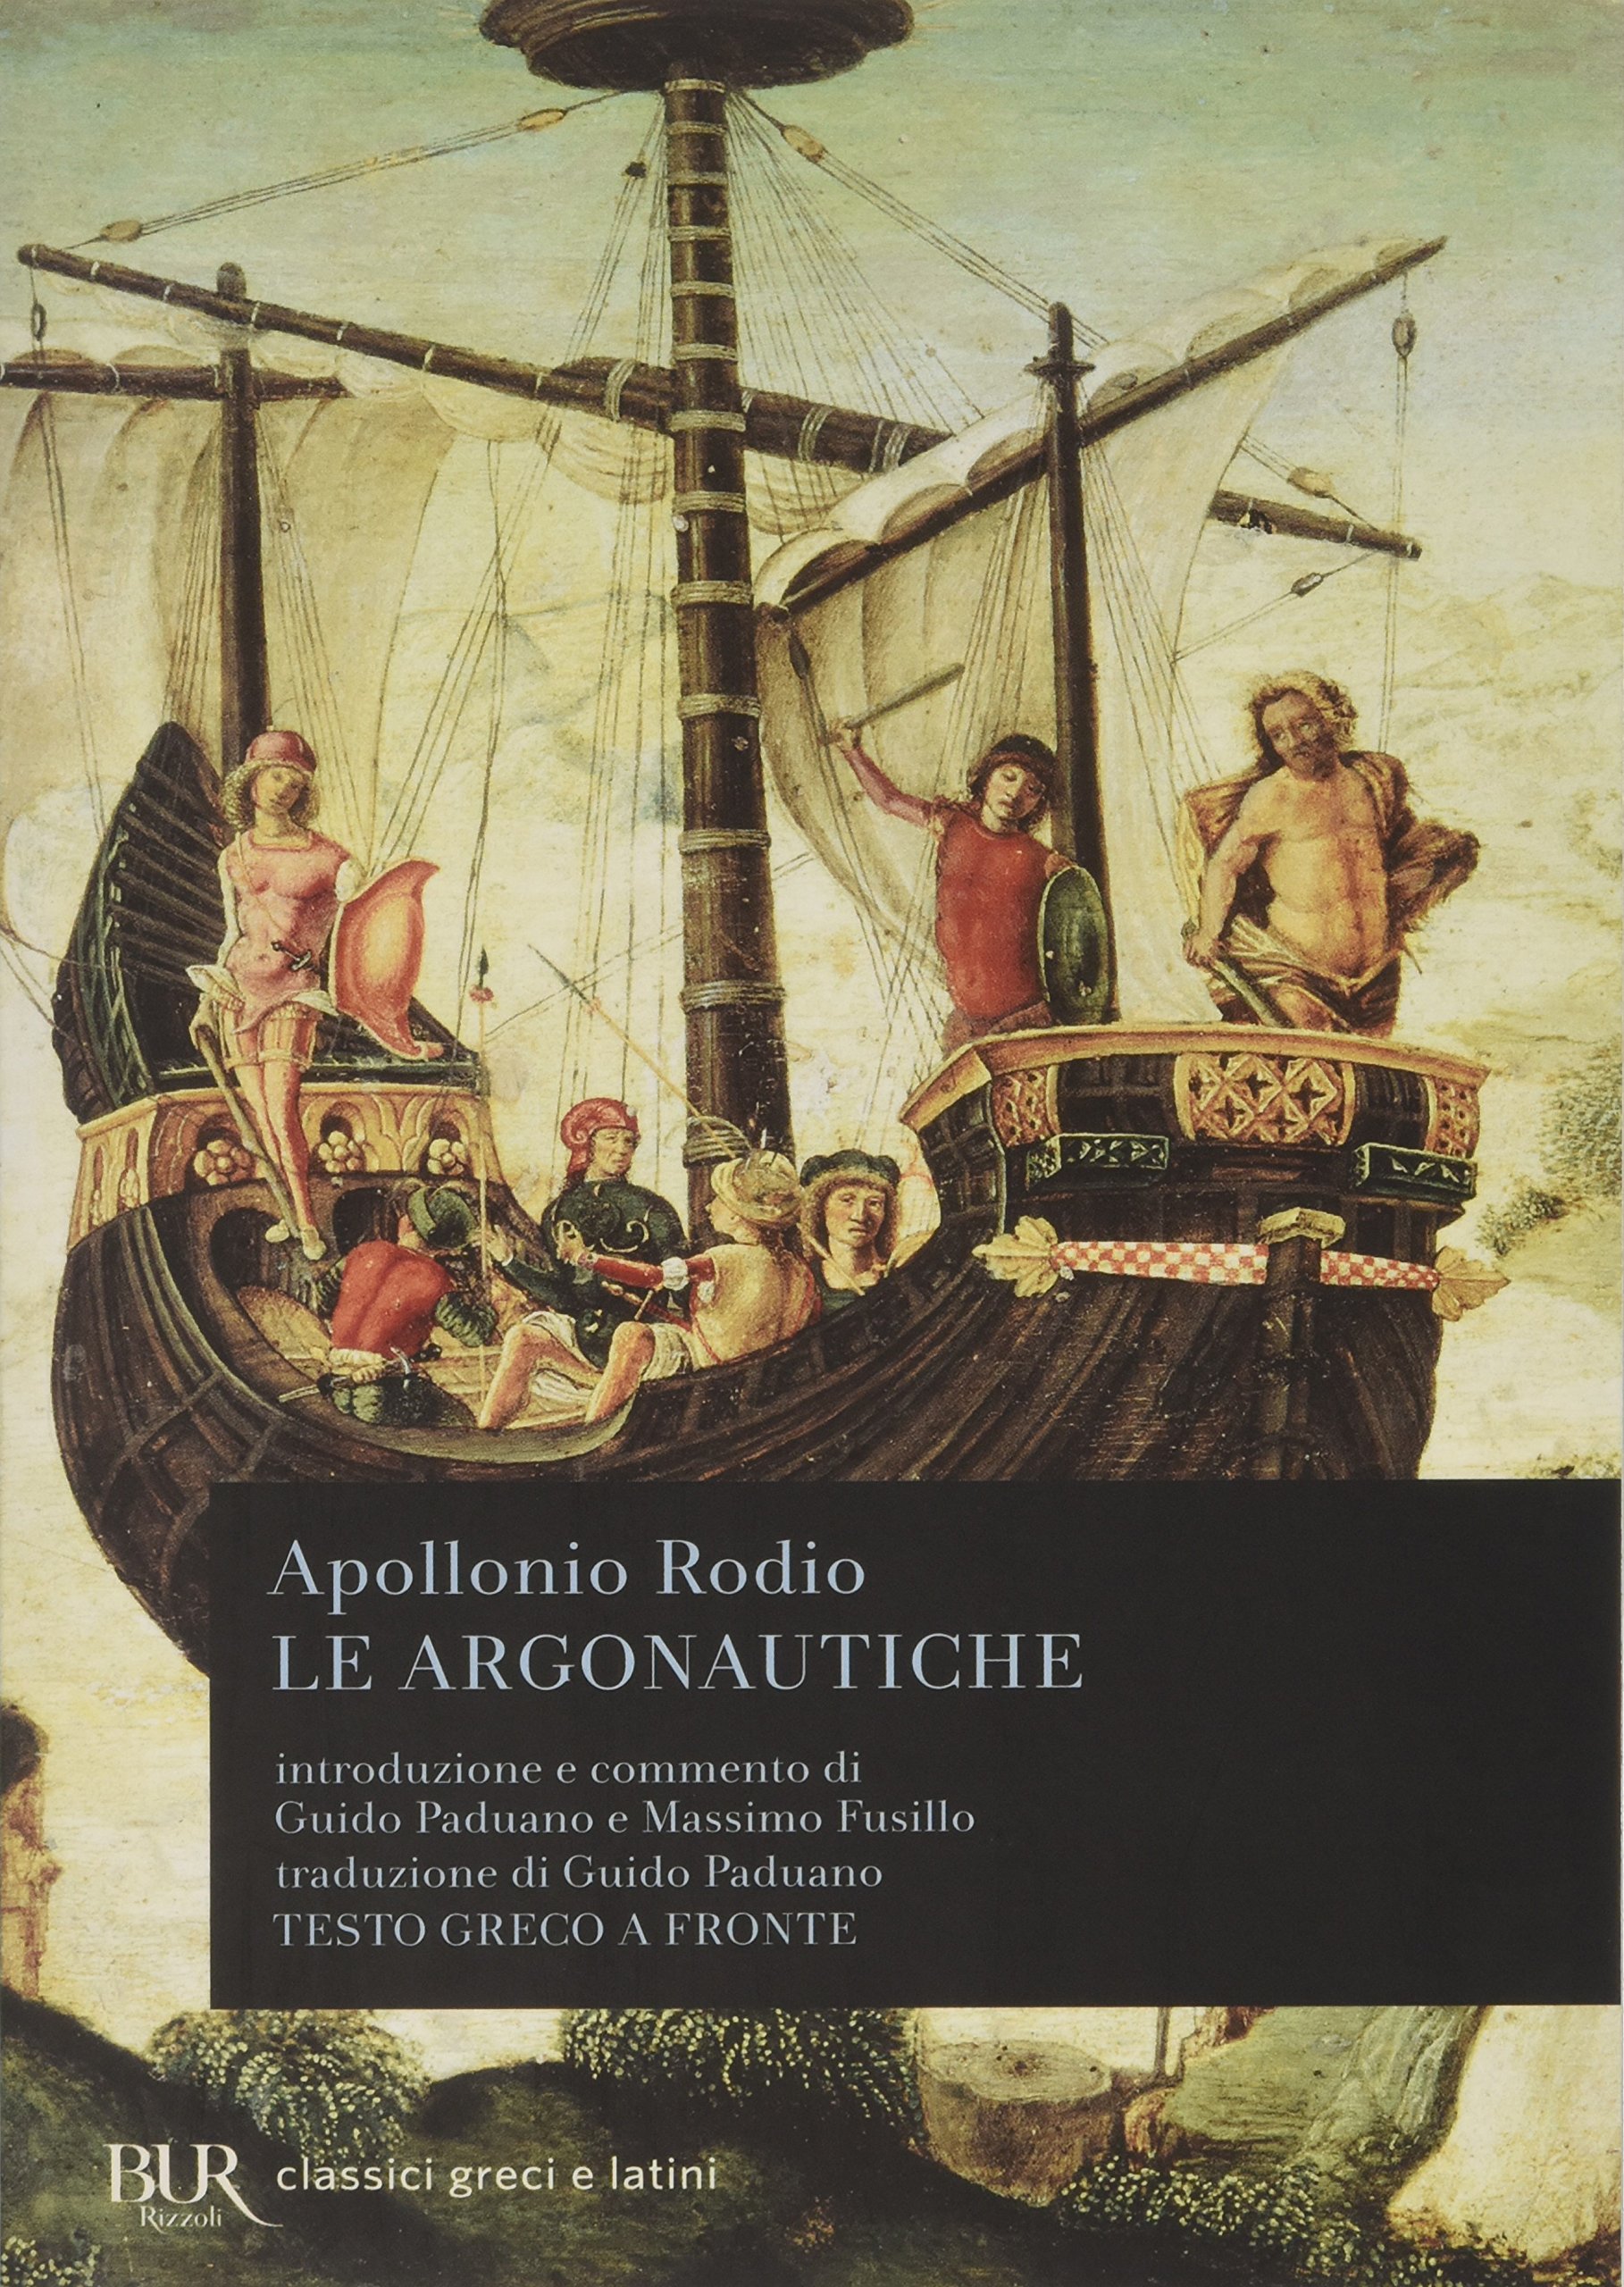 Apollonio Rodio
LE ARGONAUTICHE
introduzione e commento di
Guido Paduano e Massimo Fusillo
traduzione di Guido Paduano
TESTO GRECO A FRONTE
BUR classici greci e latini
Rizzoli